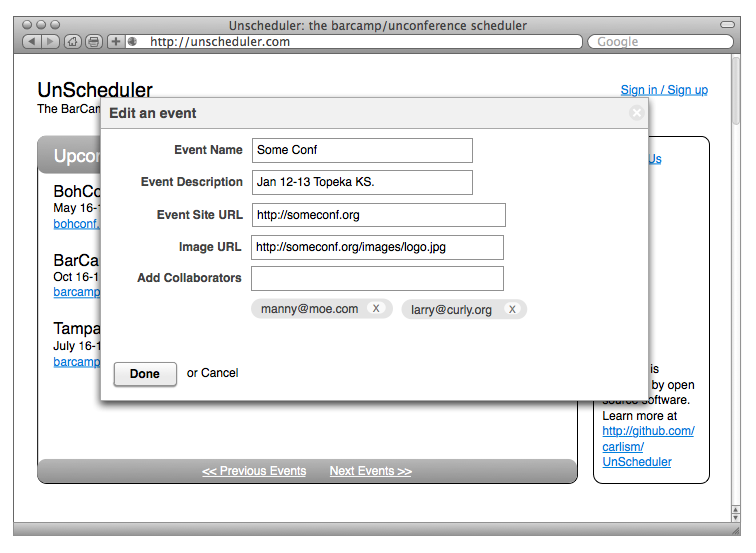 Unscheduler: the barcamp/unconference scheduler
http://unscheduler.com
Google
UnScheduler
Sign in / Sign up
The BarCam
Edit an event
Upcom
Us
Event Name Some Conf
Event Description Jan 12-13 Topeka KS.
Event Site URL http://someconf.org
Image URL http://someconf.org/images/logo.jpg
Add Collaborators
manny@moe.com X larry@curly.org X
BohCo
May 16-1
bohconf.
BarCa
Oct 16-1
barcamp
Tampa
July 16-1
barcamp
Done or Cancel
is
by open
source software.
Learn more at
http://github.com/
carlism/
UnScheduler
<< Previous Events Next Events >>